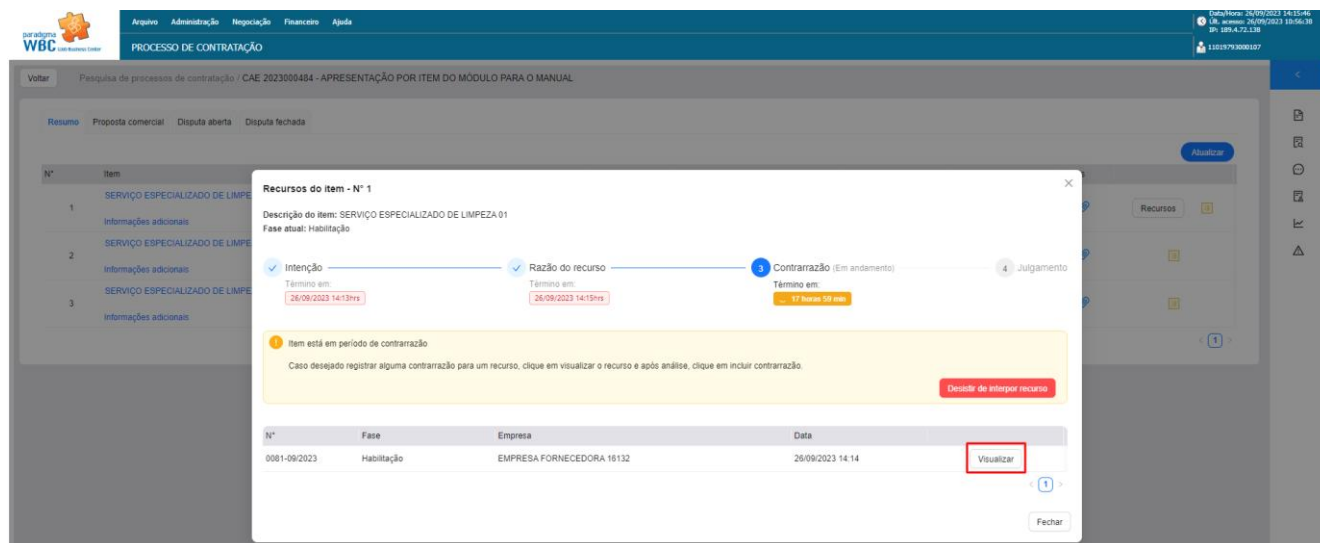 paradigma
WBC Web Business Center
Arquivo Administração Negociação Financeiro Ajuda
Data/Hora: 26/09/2023 14:15:46
Últ. acesso: 26/09/2023 10:56:38
IP: 189.4.72.138
PROCESSO DE CONTRATAÇÃO
11019793000107
Voltar Pesquisa de processos de contratação / CAE 2023000484 - APRESENTAÇÃO POR ITEM DO MÓDULO PARA O MANUAL
Resumo Proposta comercial Disputa aberta Disputa fechada
Atualizar
N° Item
1 SERVIÇO ESPECIALIZADO DE LIMPE
Informações adicionais
Recursos
2 SERVIÇO ESPECIALIZADO DE LIMPE
Informações adicionais
3 SERVIÇO ESPECIALIZADO DE LIMPE
Informações adicionais
< 1 >
Recursos do item - N° 1
Descrição do item: SERVIÇO ESPECIALIZADO DE LIMPEZA 01
Fase atual: Habilitação
Intenção Razão do recurso 3 Contrarrazão (Em andamento) 4 Julgamento
Término em: Término em: Término em:
26/09/2023 14:13hrs 26/09/2023 14:15hrs ... 17 horas 59 min
Item está em período de contrarrazão
Caso desejado registrar alguma contrarrazão para um recurso, clique em visualizar o recurso e após análise, clique em incluir contrarrazão.
Desistir de interpor recurso
N° Fase Empresa Data
0081-09/2023 Habilitação EMPRESA FORNECEDORA 16132 26/09/2023 14:14 Visualizar
< 1 >
Fechar